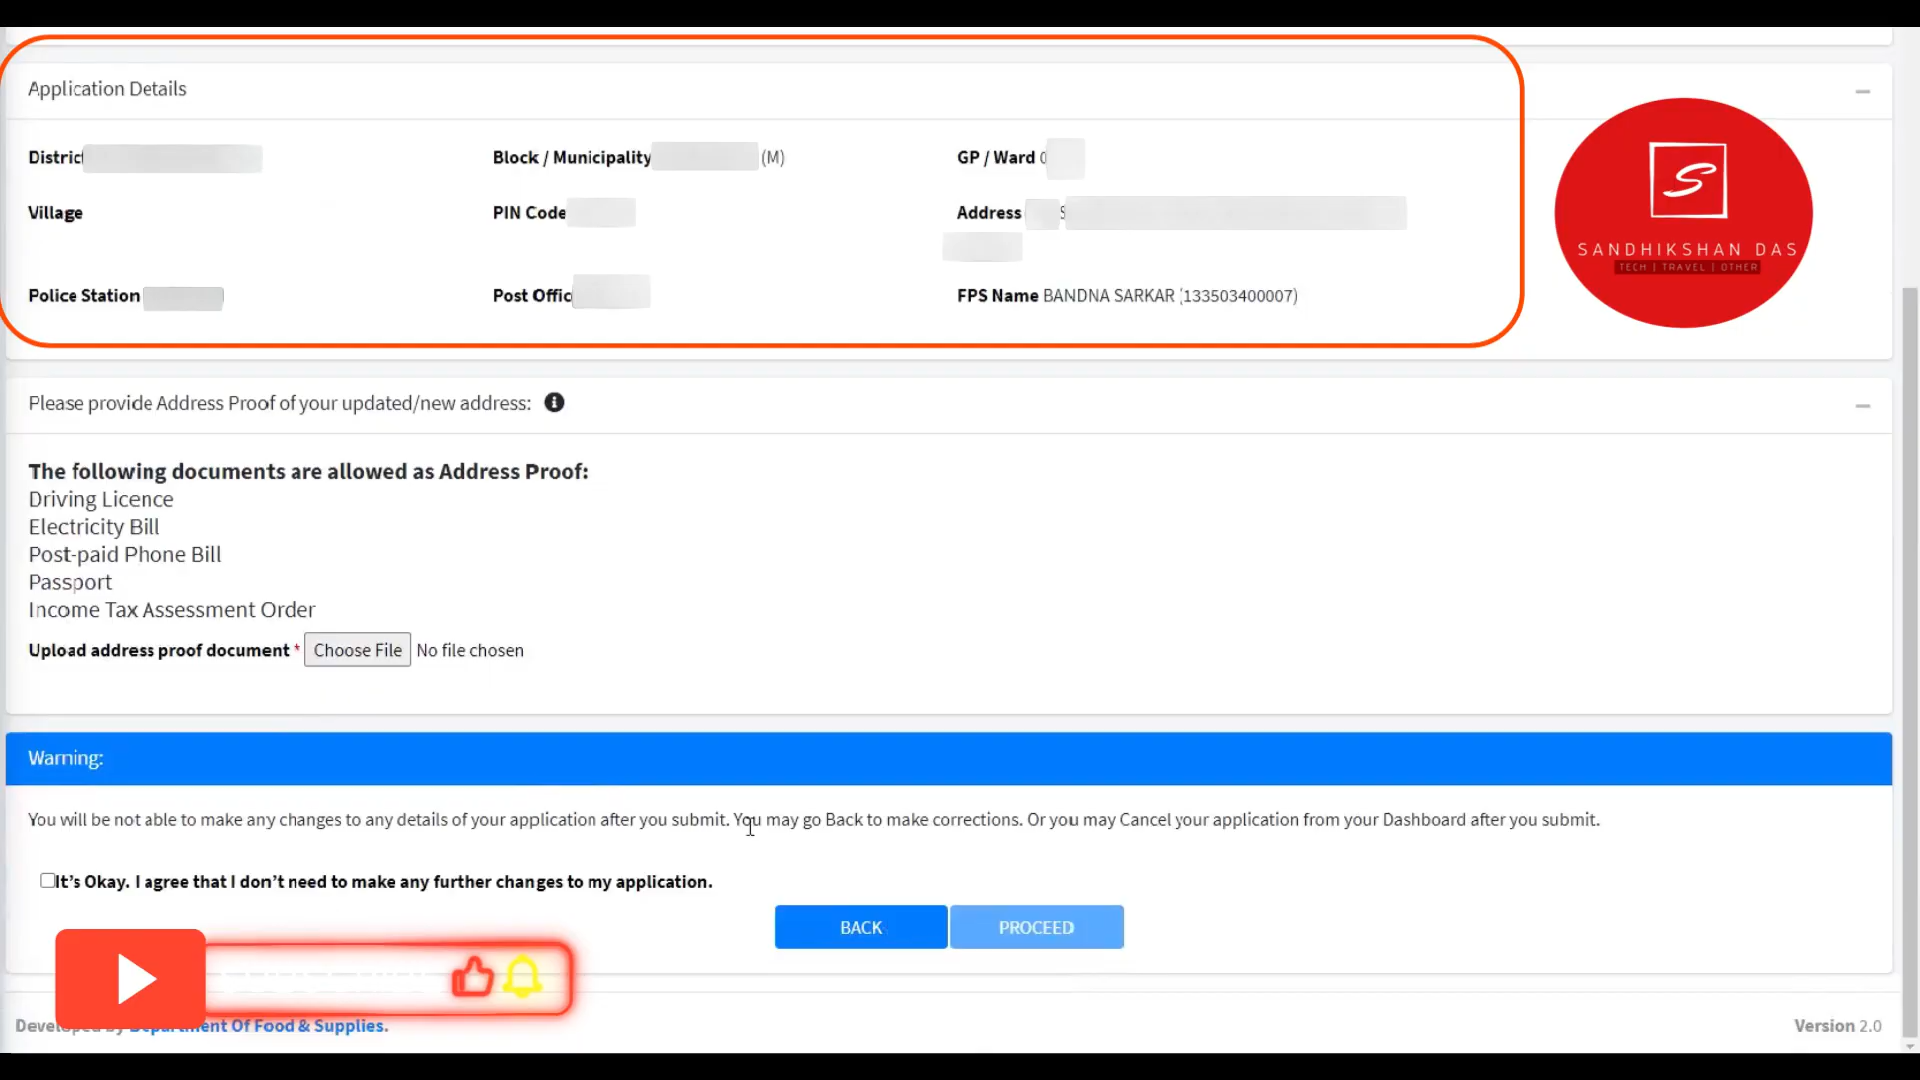 Application Details
District
Block / Municipality (M)
GP / Ward 0
Village
PIN Code
Address S
Police Station
Post Offic
FPS Name BANDNA SARKAR (133503400007)
SANDHIKSHAN DAS
TECH | TRAVEL | OTHER
Please provide Address Proof of your updated/new address:
The following documents are allowed as Address Proof:
Driving Licence
Electricity Bill
Post-paid Phone Bill
Passport
Income Tax Assessment Order
Upload address proof document * Choose File No file chosen
Warning:
You will be not able to make any changes to any details of your application after you submit. You may go Back to make corrections. Or you may Cancel your application from your Dashboard after you submit.
It's Okay. I agree that I don't need to make any further changes to my application.
BACK
PROCEED
Developed by Department Of Food & Supplies.
Version 2.0